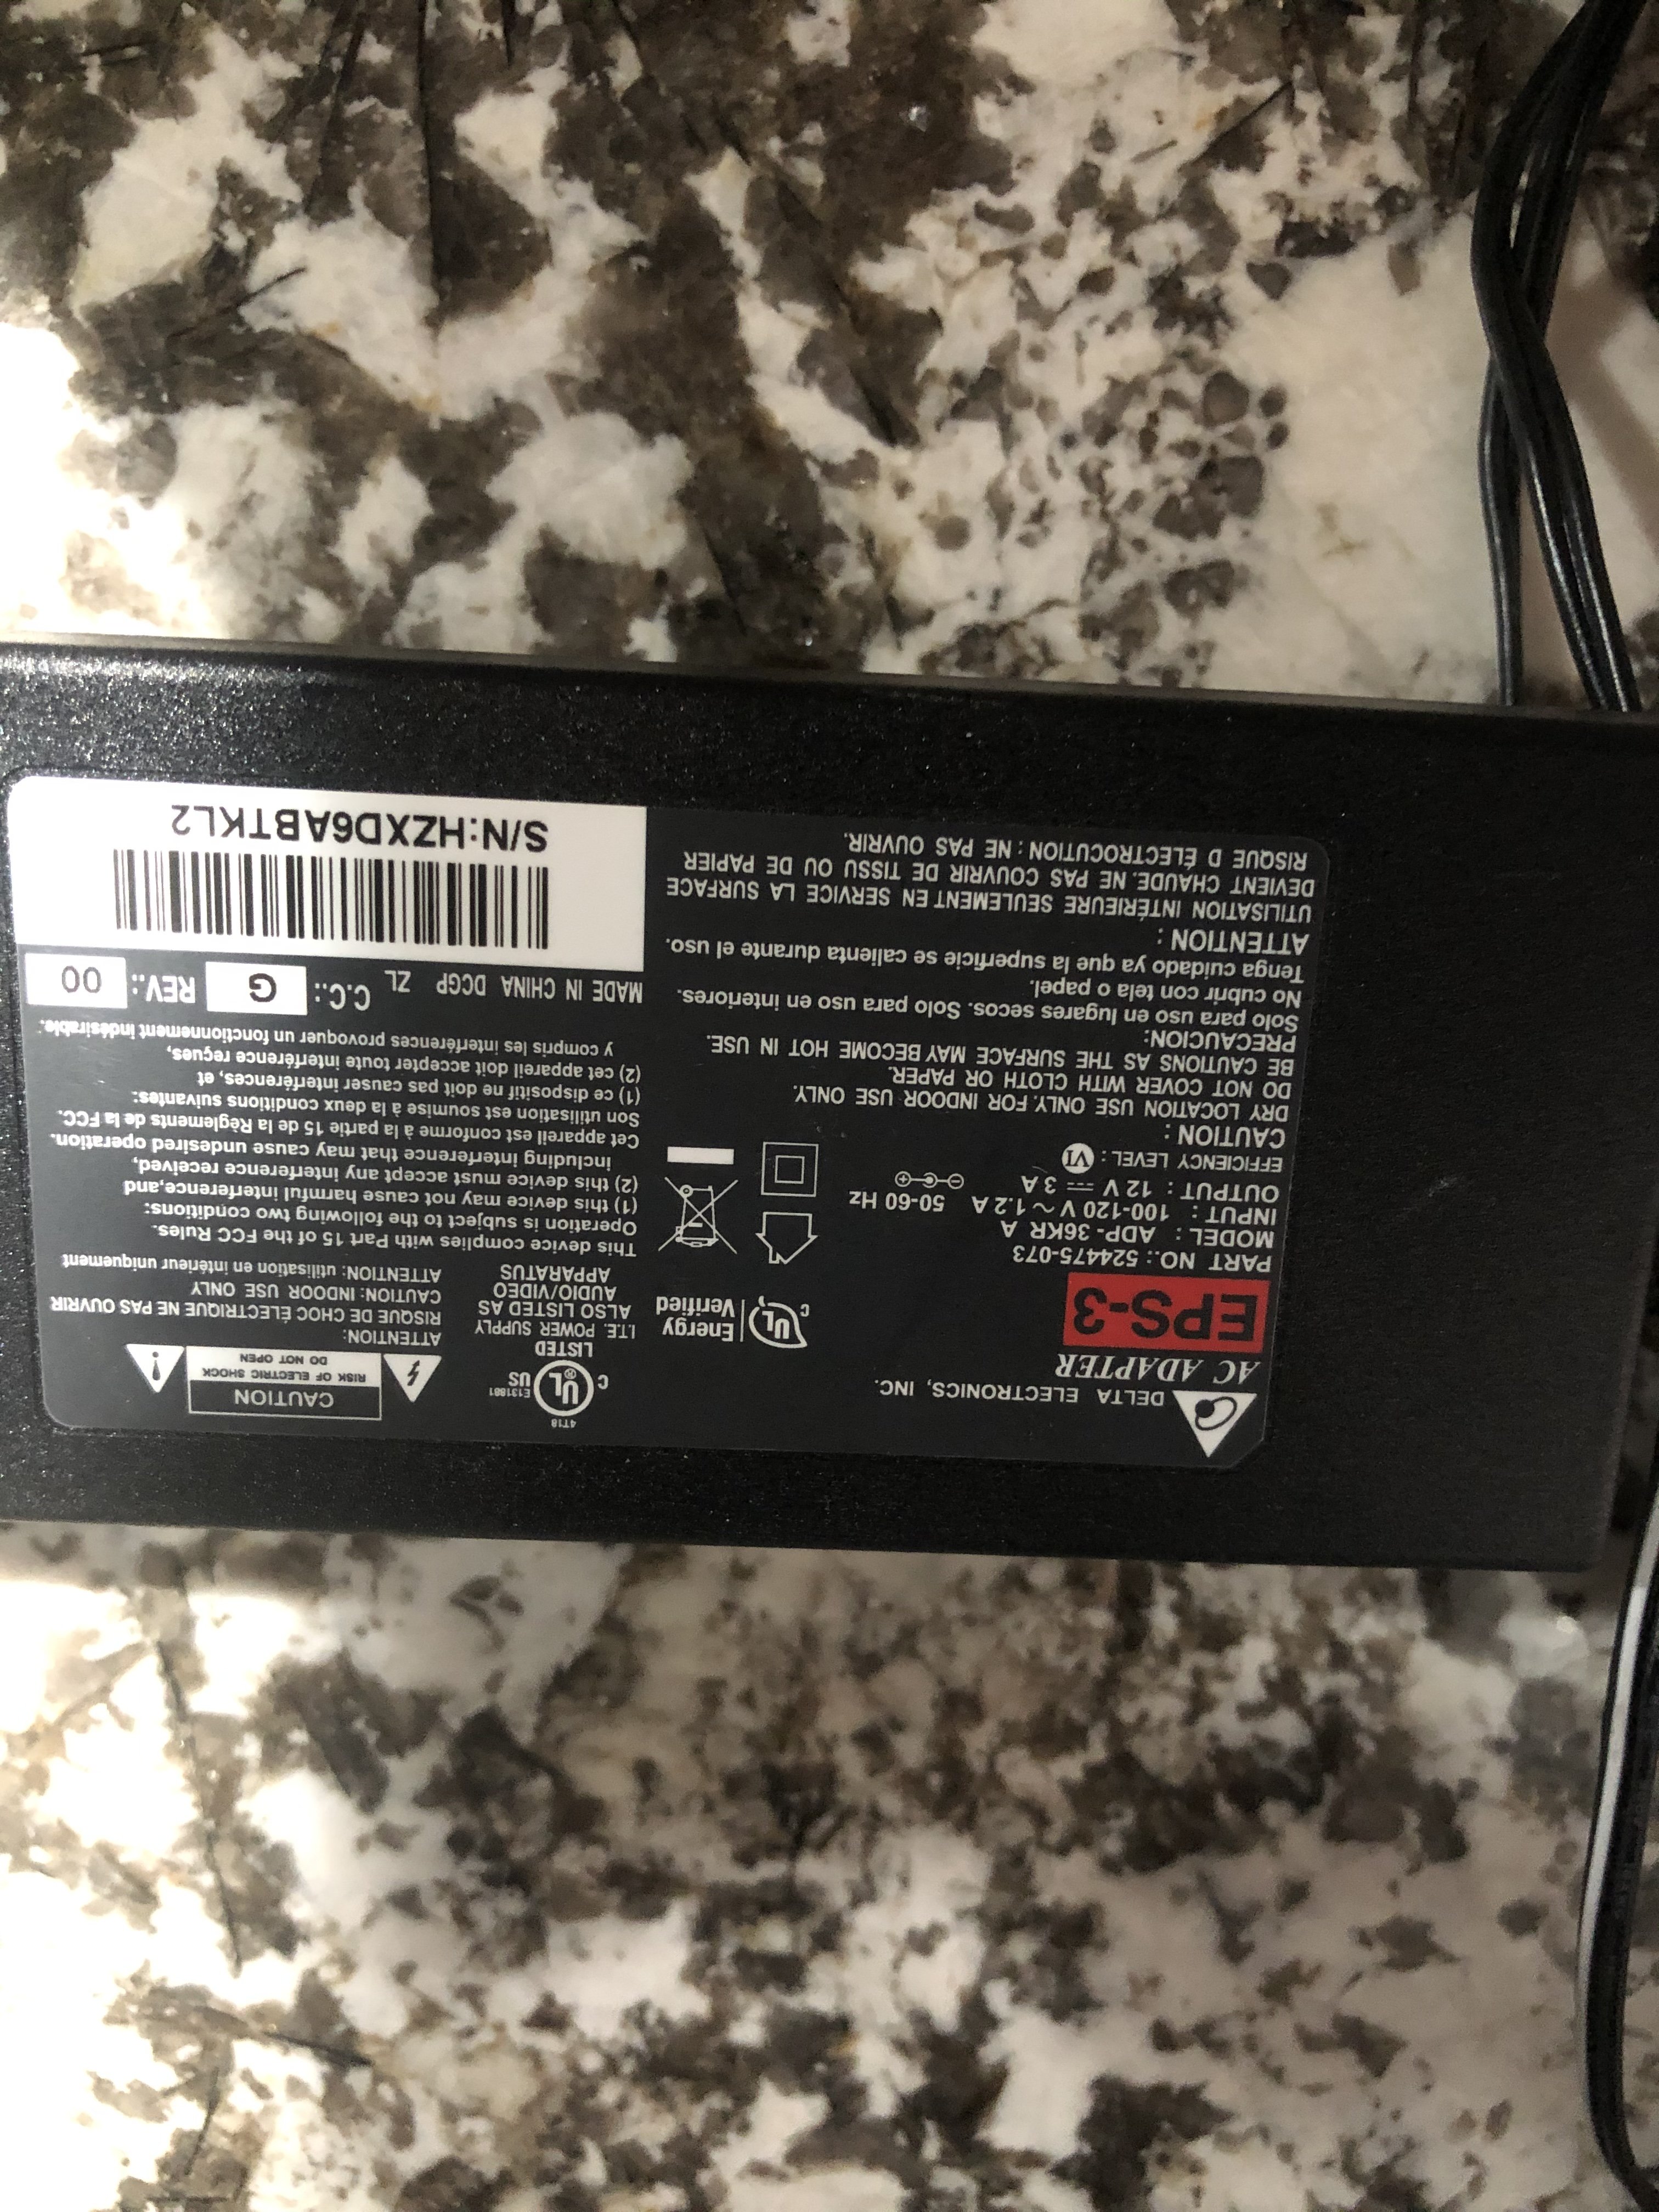 DELTA ELECTRONICS, INC.
AC ADAPTER
EPS-3
PART NO.: 524475-073
MODEL : ADP- 36KR A
INPUT : 100-120 V ~ 1.2 A 50-60 Hz
OUTPUT : 12 V ⎓ 3 A
EFFICIENCY LEVEL : VI
CAUTION :
DRY LOCATION USE ONLY. FOR INDOOR USE ONLY.
DO NOT COVER WITH CLOTH OR PAPER.
BE CAUTIONS AS THE SURFACE MAY BECOME HOT IN USE.
PRECAUCION:
Solo para uso en lugares secos. Solo para uso en interiores.
No cubrir con tela o papel.
Tenga cuidado ya que la superficie se calienta durante el uso.
ATTENTION :
UTILISATION INTÉRIEURE SEULEMENT EN SERVICE LA SURFACE
DEVIENT CHAUDE. NE PAS COUVRIR DE TISSU OU DE PAPIER
RISQUE D ÉLECTROCUTION : NE PAS OUVRIR.
c UL Energy
Verified
4T18
c UL ® US
E131881
LISTED
I.T.E. POWER SUPPLY
ALSO LISTED AS
AUDIO/VIDEO
APPARATUS
CAUTION
RISK OF ELECTRIC SHOCK
DO NOT OPEN
ATTENTION:
RISQUE DE CHOC ÉLECTRIQUE NE PAS OUVRIR
CAUTION: INDOOR USE ONLY
ATTENTION: utilisation en intérieur uniquement
This device complies with Part 15 of the FCC Rules.
Operation is subject to the following two conditions:
(1) this device may not cause harmful interference,and
(2) this device must accept any interference received,
including interference that may cause undesired operation.
Cet appareil est conforme à la partie 15 de la Règlements de la FCC.
Son utilisation est soumise à la deux conditions suivantes:
(1) ce dispositif ne doit pas causer interférences, et
(2) cet appareil doit accepter toute interférence reçues,
y compris les interférences provoquer un fonctionnement indésirable.
MADE IN CHINA DCGP ZL C.C.: G REV.: 00
S/N:HZXD6ABTKL2